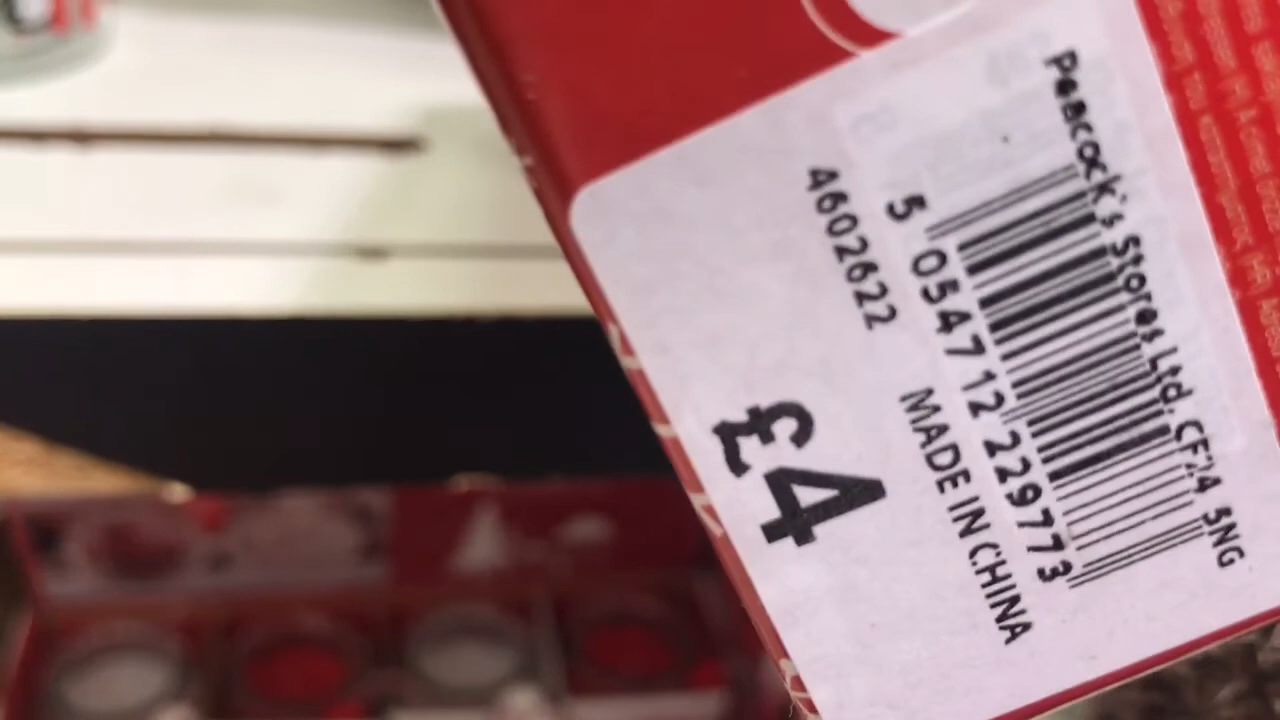 Peacock's Stores Ltd. CF24 5NG
5 054712 229773
4602622 MADE IN CHINA
£4